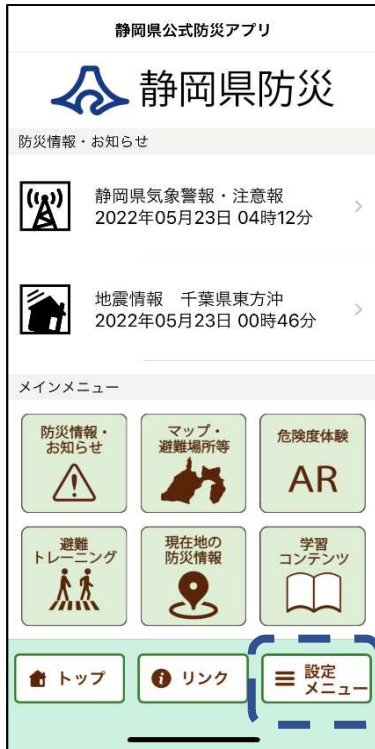 静岡県公式防災アプリ
静岡県防災
防災情報・お知らせ
静岡県気象警報・注意報
2022年05月23日 04時12分
地震情報　千葉県東方沖
2022年05月23日 00時46分
メインメニュー
防災情報・
お知らせ
マップ・
避難場所等
危険度体験
AR
避難
トレーニング
現在地の
防災情報
学習
コンテンツ
トップ
リンク
設定
メニュー